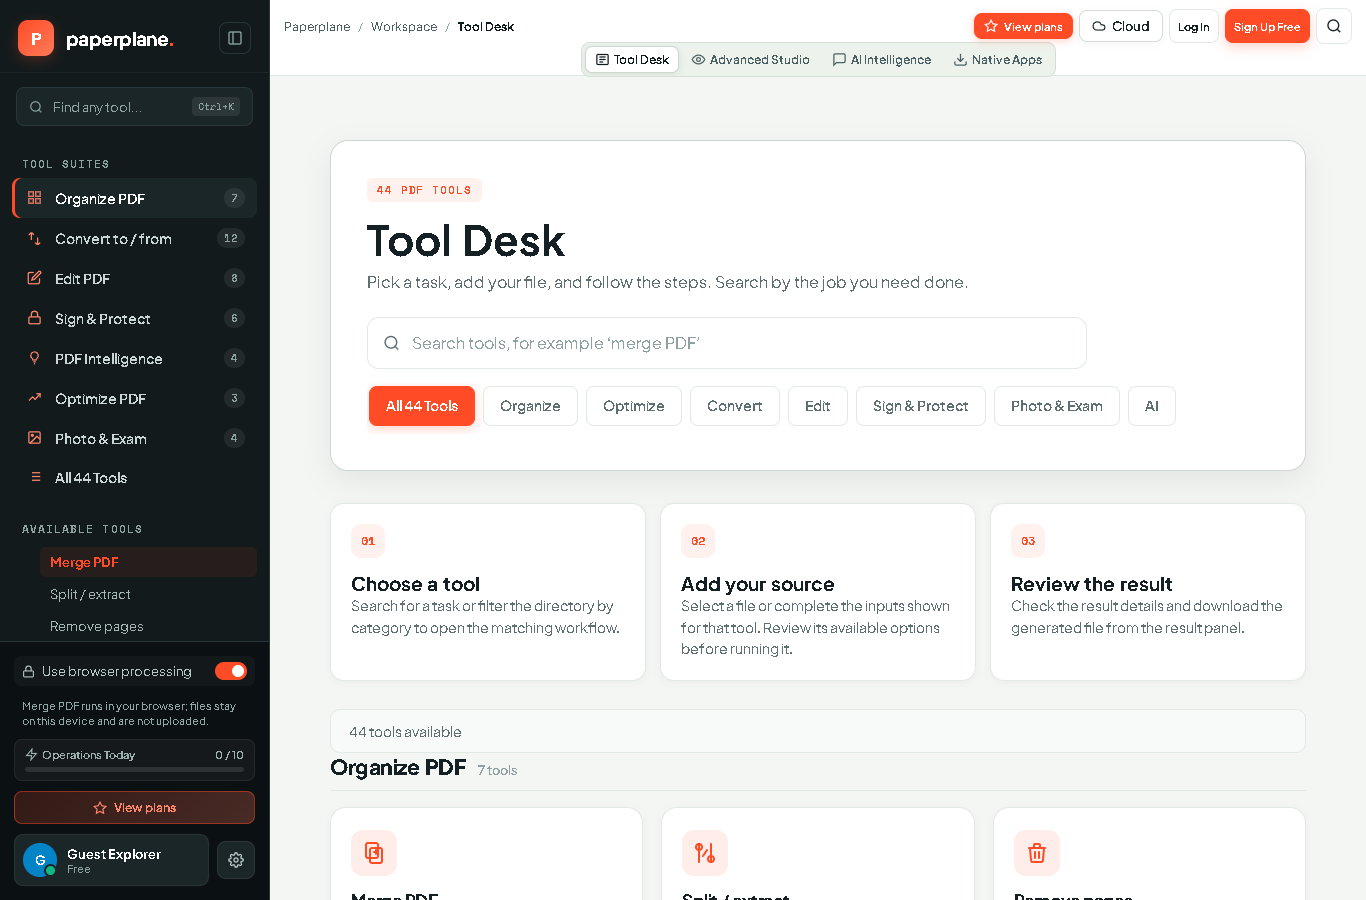 P paperplane.
Find any tool... Ctrl+K
TOOL SUITES
Organize PDF 7
Convert to / from 12
Edit PDF 8
Sign & Protect 6
PDF Intelligence 4
Optimize PDF 3
Photo & Exam 4
All 44 Tools
AVAILABLE TOOLS
Merge PDF
Split / extract
Remove pages
Use browser processing
Merge PDF runs in your browser; files stay
on this device and are not uploaded.
Operations Today 0 / 10
View plans
G Guest Explorer
Free
Paperplane / Workspace / Tool Desk
View plans Cloud Log In Sign Up Free
Tool Desk Advanced Studio AI Intelligence Native Apps
44 PDF TOOLS
Tool Desk
Pick a task, add your file, and follow the steps. Search by the job you need done.
Search tools, for example ‘merge PDF’
All 44 Tools Organize Optimize Convert Edit Sign & Protect Photo & Exam AI
01
Choose a tool
Search for a task or filter the directory by
category to open the matching workflow.
02
Add your source
Select a file or complete the inputs shown
for that tool. Review its available options
before running it.
03
Review the result
Check the result details and download the
generated file from the result panel.
44 tools available
Organize PDF 7 tools
Merge PDF
Split / extract
Remove pages